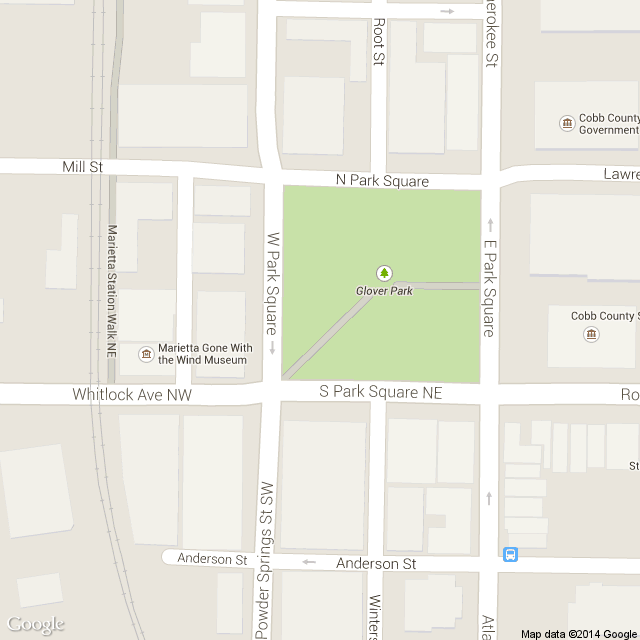 Root St
herokee St
Cobb County
Government
Mill St
N Park Square
Lawre
Marietta Station Walk NE
W Park Square
E Park Square
Glover Park
Cobb County S
Marietta Gone With
the Wind Museum
Whitlock Ave NW
S Park Square NE
Ro
St
Powder Springs St SW
Anderson St
Anderson St
Winters
Atla
Google
Map data ©2014 Google